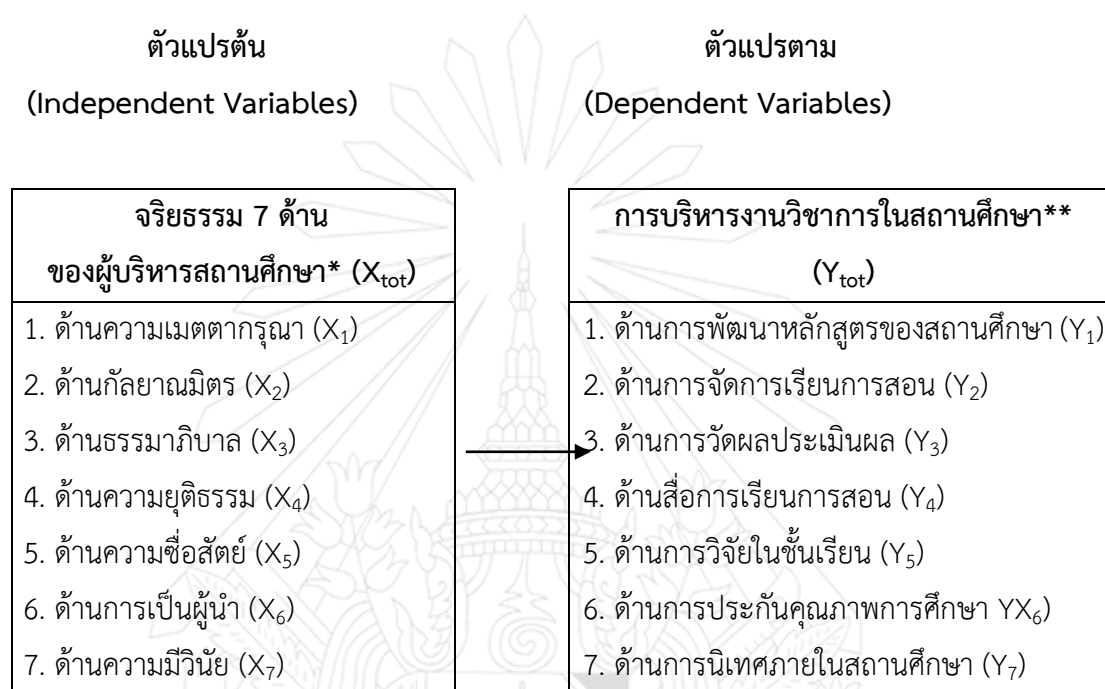 ตัวแปรต้น
(Independent Variables)
ตัวแปรตาม
(Dependent Variables)
จริยธรรม 7 ด้าน
ของผู้บริหารสถานศึกษา* (Xtot)
1. ด้านความเมตตากรุณา (X1)
2. ด้านกัลยาณมิตร (X2)
3. ด้านธรรมาภิบาล (X3)
4. ด้านความยุติธรรม (X4)
5. ด้านความซื่อสัตย์ (X5)
6. ด้านการเป็นผู้นำ (X6)
7. ด้านความมีวินัย (X7)
การบริหารงานวิชาการในสถานศึกษา**
(Ytot)
1. ด้านการพัฒนาหลักสูตรของสถานศึกษา (Y1)
2. ด้านการจัดการเรียนการสอน (Y2)
3. ด้านการวัดผลประเมินผล (Y3)
4. ด้านสื่อการเรียนการสอน (Y4)
5. ด้านการวิจัยในชั้นเรียน (Y5)
6. ด้านการประกันคุณภาพการศึกษา YX6)
7. ด้านการนิเทศภายในสถานศึกษา (Y7)